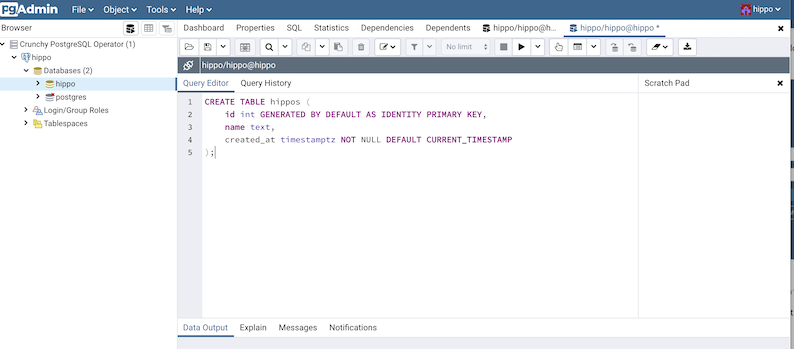 pgAdmin File Object Tools Help hippo
Browser Dashboard Properties SQL Statistics Dependencies Dependents hippo/hippo@h... hippo/hippo@hippo *
Crunchy PostgreSQL Operator (1)
hippo
Databases (2)
hippo
postgres
Login/Group Roles
Tablespaces
No limit
hippo/hippo@hippo
Query Editor Query History
Scratch Pad
1 CREATE TABLE hippos (
2 id int GENERATED BY DEFAULT AS IDENTITY PRIMARY KEY,
3 name text,
4 created_at timestamptz NOT NULL DEFAULT CURRENT_TIMESTAMP
5 );
Data Output Explain Messages Notifications